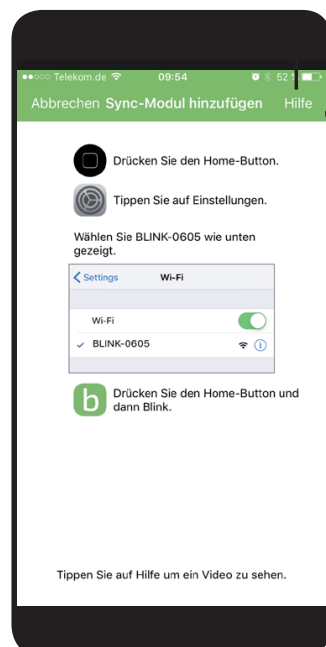 Telekom.de 09:54 52 %
Abbrechen Sync-Modul hinzufügen Hilfe
Drücken Sie den Home-Button.
Tippen Sie auf Einstellungen.
Wählen Sie BLINK-0605 wie unten
gezeigt.
Settings Wi-Fi
Wi-Fi
BLINK-0605
b
Drücken Sie den Home-Button und
dann Blink.
Tippen Sie auf Hilfe um ein Video zu sehen.